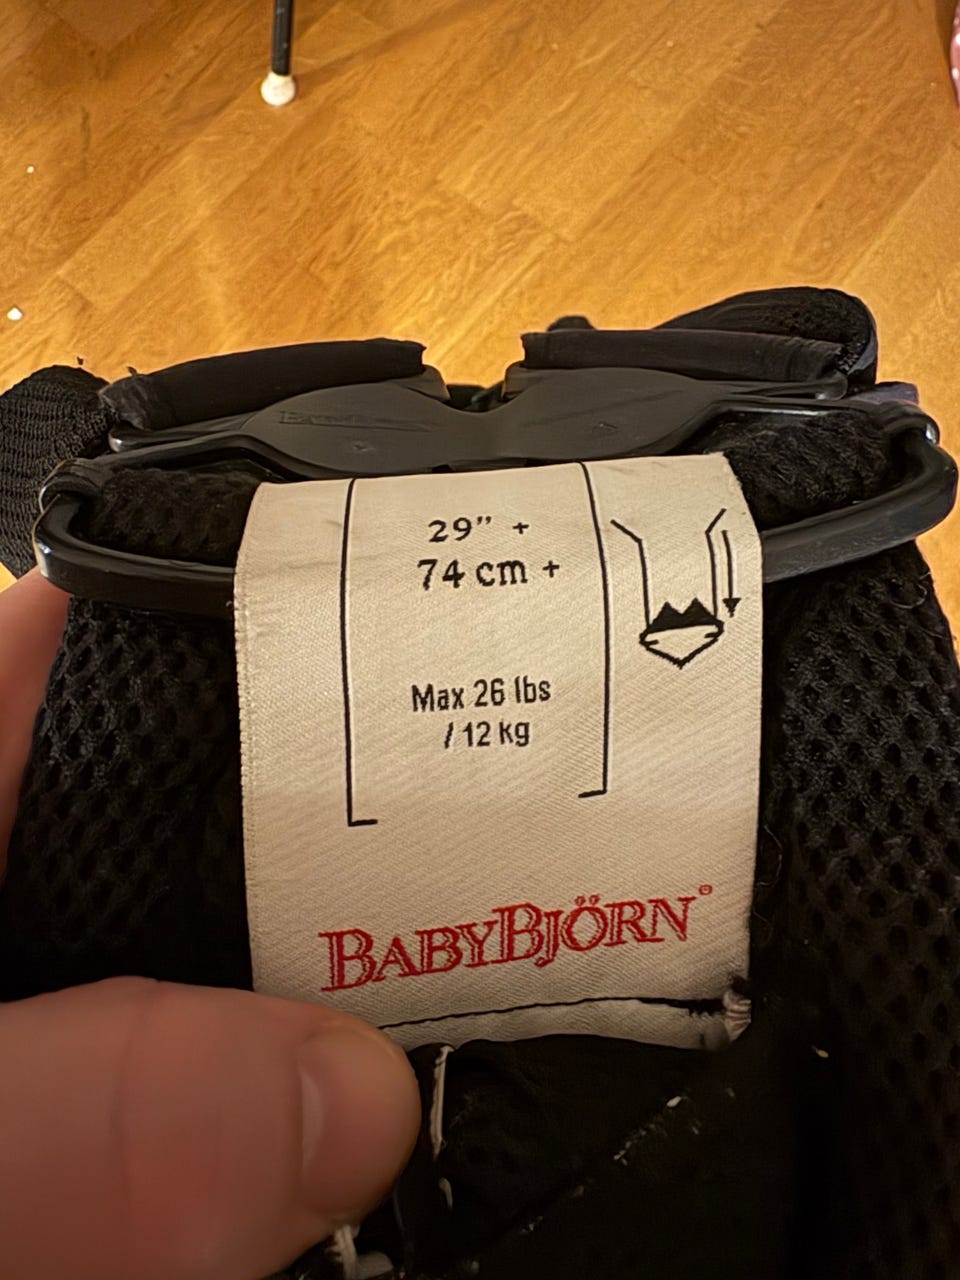 29" +
74 cm +
Max 26 lbs
/ 12 kg
BABYBJÖRN®